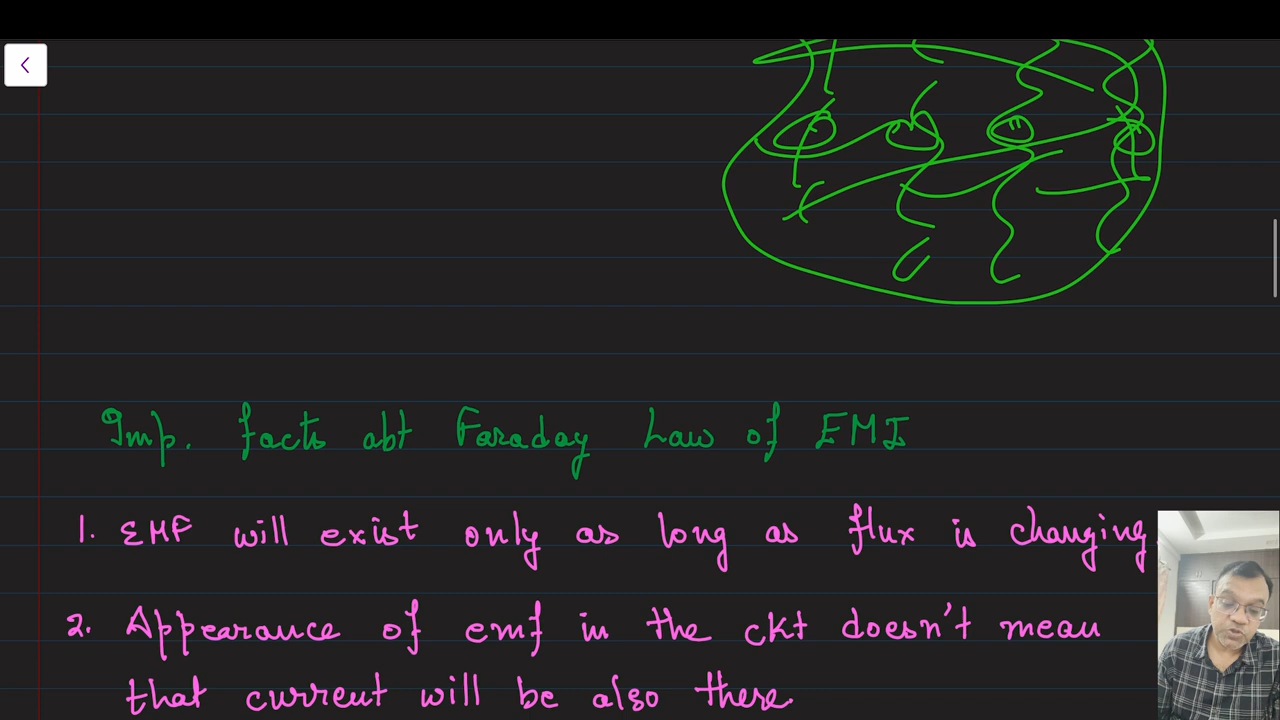 Imp. facts abt Faraday Law of EMI
1. EMF will exist only as long as flux is changing.
2. Appearance of emf in the ckt doesn't mean
that current will be also there.